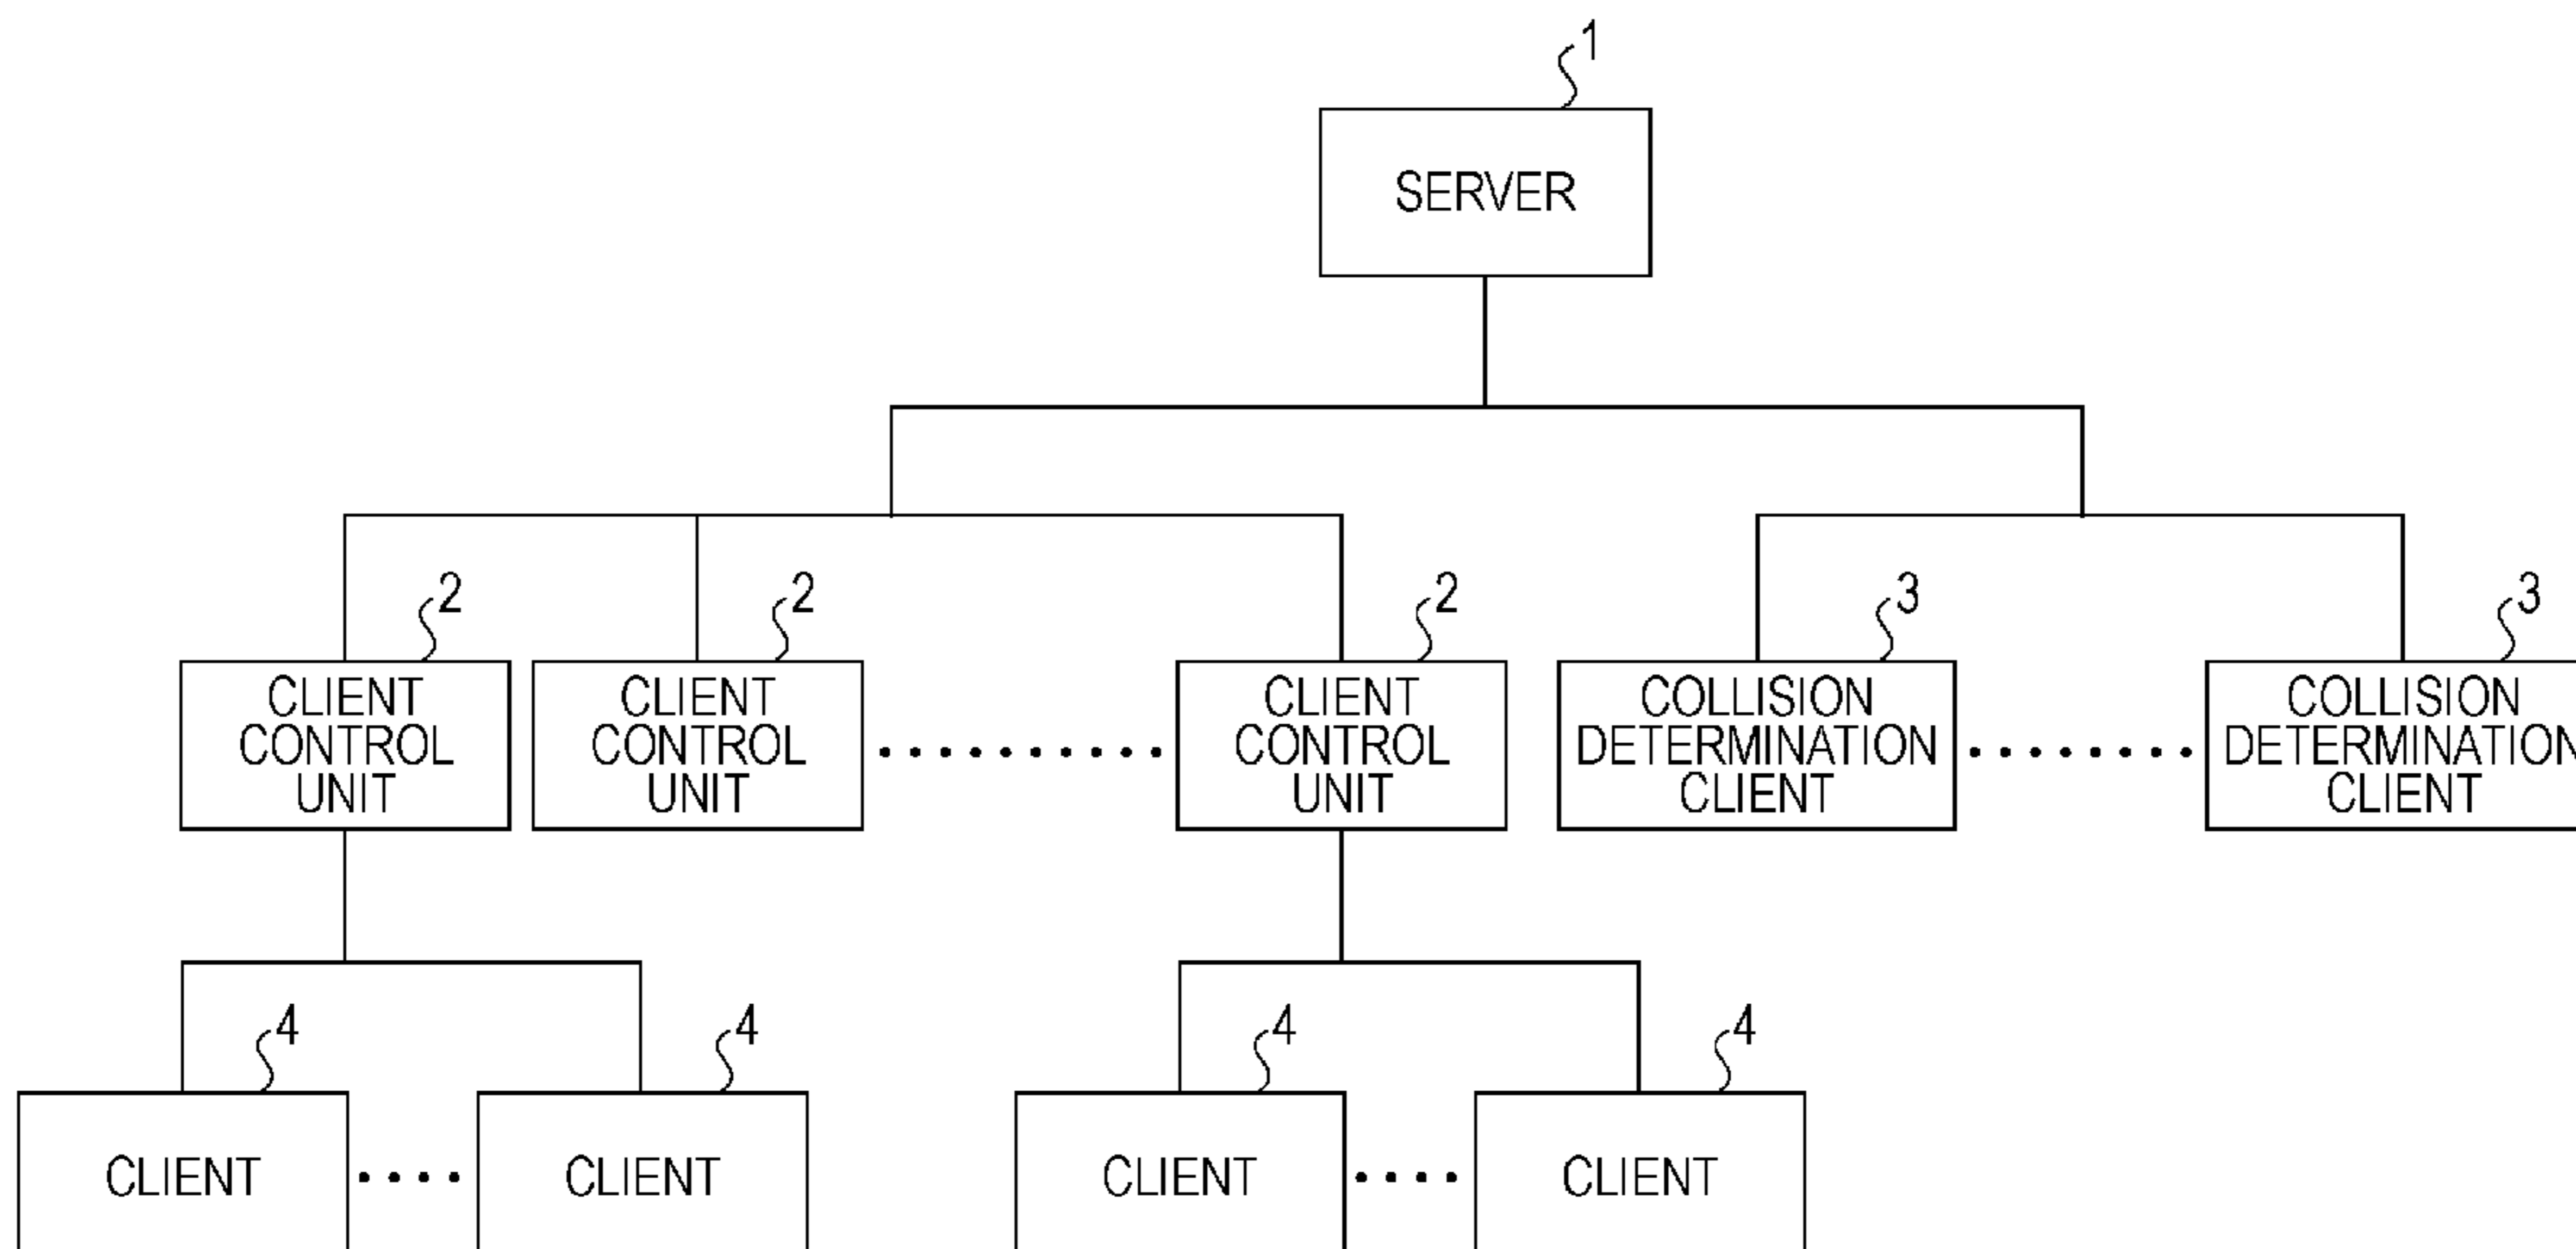 1
SERVER
2
2
2
3
3
CLIENT
CONTROL
UNIT
CLIENT
CONTROL
UNIT
CLIENT
CONTROL
UNIT
COLLISION
DETERMINATION
CLIENT
COLLISION
DETERMINATION
CLIENT
4
4
4
4
CLIENT
CLIENT
CLIENT
CLIENT